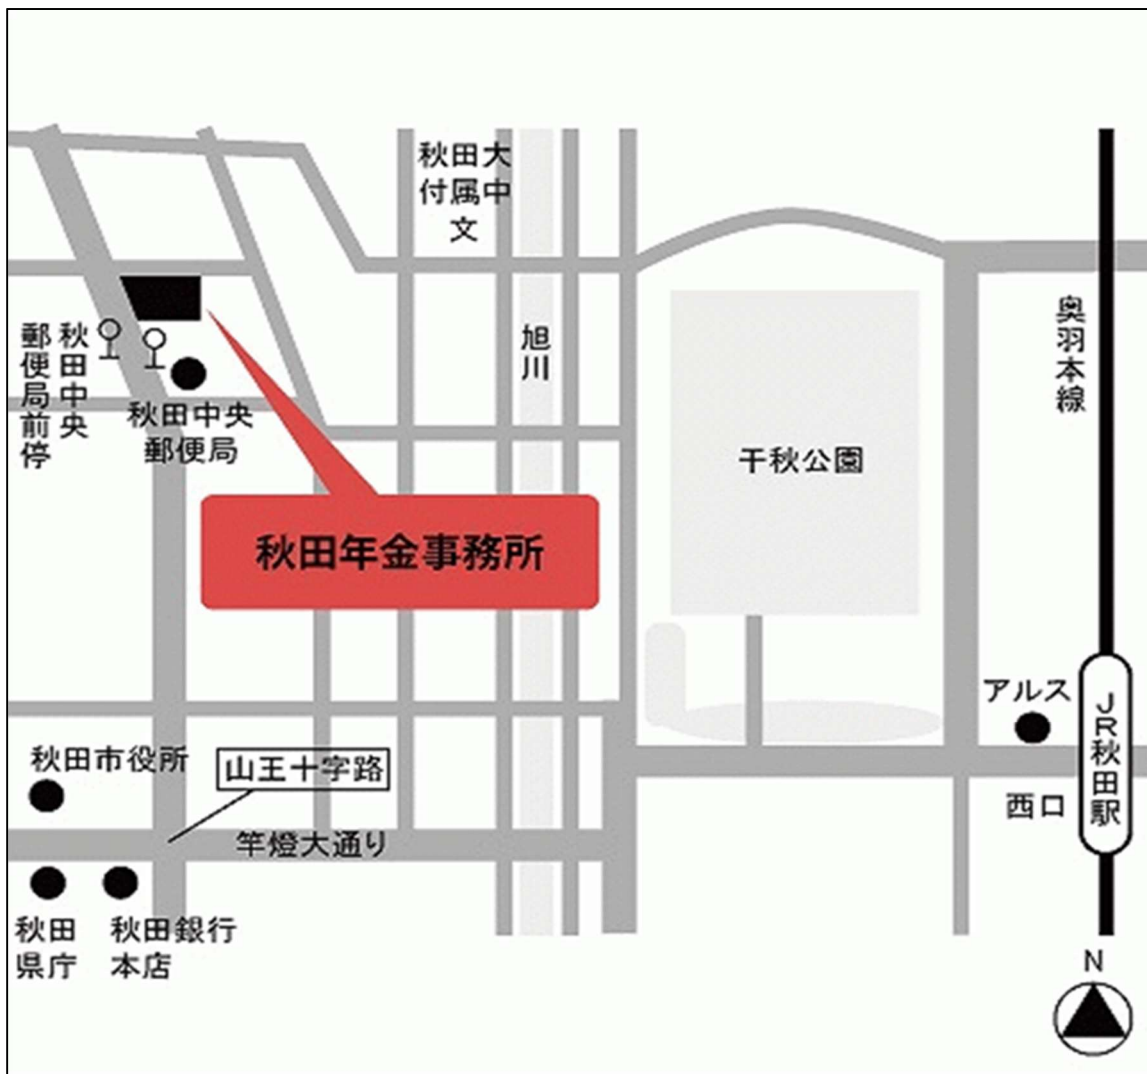 秋田大
付属中
文
旭川
奥羽本線
秋田中央
郵便局前停
秋田中央
郵便局
千秋公園
秋田年金事務所
アルス
JR秋田駅
西口
秋田市役所
山王十字路
竿燈大通り
秋田
県庁
秋田銀行
本店
N